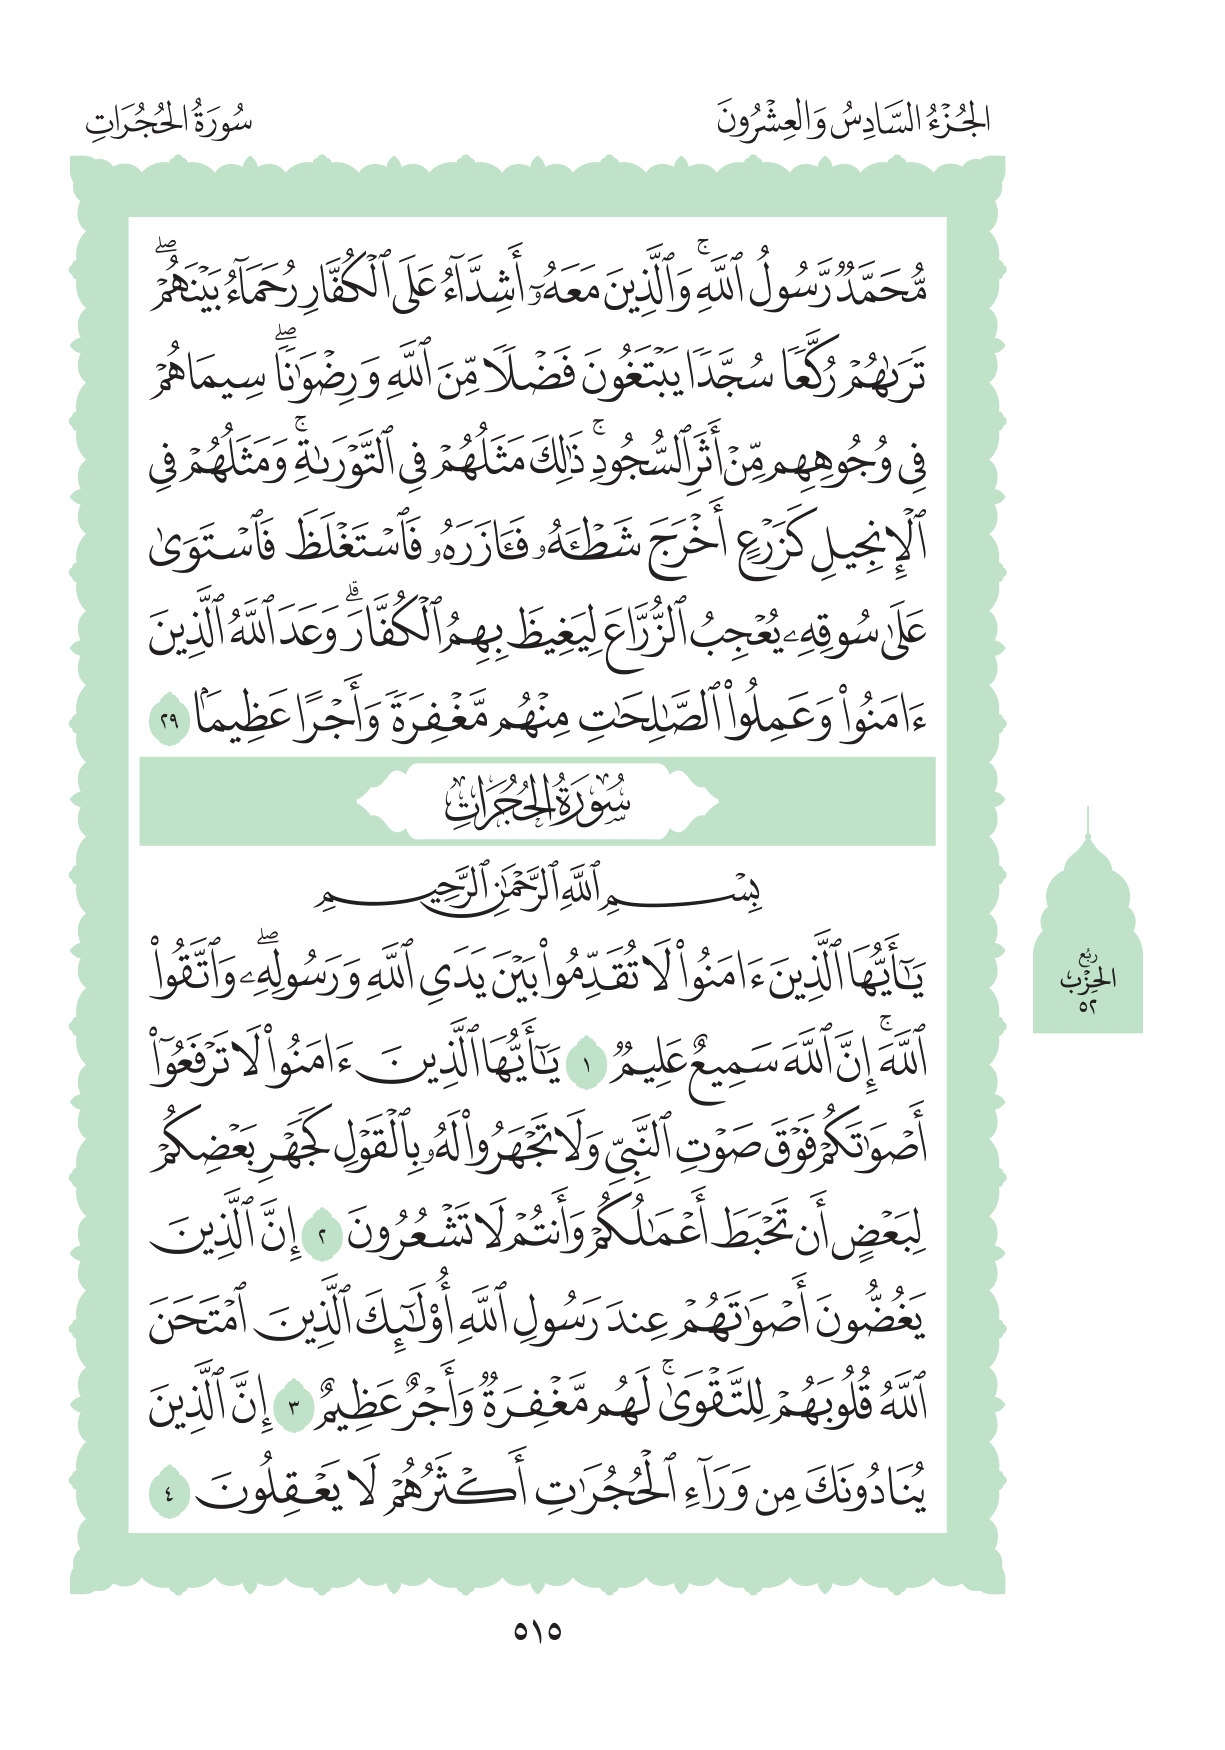 الجُزْءُ السَّادِسُ وَالعِشْرُونَ
سُورَةُ الحُجُرَاتِ
مُّحَمَّدٞ رَّسُولُ ٱللَّهِۚ وَٱلَّذِينَ مَعَهُۥٓ أَشِدَّآءُ عَلَى ٱلۡكُفَّارِ رُحَمَآءُ بَيۡنَهُمۡۖ
تَرَىٰهُمۡ رُكَّعٗا سُجَّدٗا يَبۡتَغُونَ فَضۡلٗا مِّنَ ٱللَّهِ وَرِضۡوَٰنٗاۖ سِيمَاهُمۡ
فِي وُجُوهِهِم مِّنۡ أَثَرِ ٱلسُّجُودِۚ ذَٰلِكَ مَثَلُهُمۡ فِي ٱلتَّوۡرَىٰةِۚ وَمَثَلُهُمۡ فِي
ٱلۡإِنجِيلِ كَزَرۡعٍ أَخۡرَجَ شَطۡـَٔهُۥ فَـَٔازَرَهُۥ فَٱسۡتَغۡلَظَ فَٱسۡتَوَىٰ
عَلَىٰ سُوقِهِۦ يُعۡجِبُ ٱلزُّرَّاعَ لِيَغِيظَ بِهِمُ ٱلۡكُفَّارَۗ وَعَدَ ٱللَّهُ ٱلَّذِينَ
ءَامَنُواْ وَعَمِلُواْ ٱلصَّٰلِحَٰتِ مِنۡهُم مَّغۡفِرَةٗ وَأَجۡرًا عَظِيمَۢا ٢٩
سُورَةُ الحُجُرَاتِ
بِسۡمِ ٱللَّهِ ٱلرَّحۡمَٰنِ ٱلرَّحِيمِ
يَٰٓأَيُّهَا ٱلَّذِينَ ءَامَنُواْ لَا تُقَدِّمُواْ بَيۡنَ يَدَيِ ٱللَّهِ وَرَسُولِهِۦۖ وَٱتَّقُواْ
ٱللَّهَۚ إِنَّ ٱللَّهَ سَمِيعٌ عَلِيمٞ ١ يَٰٓأَيُّهَا ٱلَّذِينَ ءَامَنُواْ لَا تَرۡفَعُوٓاْ
أَصۡوَٰتَكُمۡ فَوۡقَ صَوۡتِ ٱلنَّبِيِّ وَلَا تَجۡهَرُواْ لَهُۥ بِٱلۡقَوۡلِ كَجَهۡرِ بَعۡضِكُمۡ
لِبَعۡضٍ أَن تَحۡبَطَ أَعۡمَٰلُكُمۡ وَأَنتُمۡ لَا تَشۡعُرُونَ ٢ إِنَّ ٱلَّذِينَ
يَغُضُّونَ أَصۡوَٰتَهُمۡ عِندَ رَسُولِ ٱللَّهِ أُوْلَٰٓئِكَ ٱلَّذِينَ ٱمۡتَحَنَ
ٱللَّهُ قُلُوبَهُمۡ لِلتَّقۡوَىٰۚ لَهُم مَّغۡفِرَةٞ وَأَجۡرٌ عَظِيمٌ ٣ إِنَّ ٱلَّذِينَ
يُنَادُونَكَ مِن وَرَآءِ ٱلۡحُجُرَٰتِ أَكۡثَرُهُمۡ لَا يَعۡقِلُونَ ٤
رُبُع
الحِزْب
٥٢
٥١٥